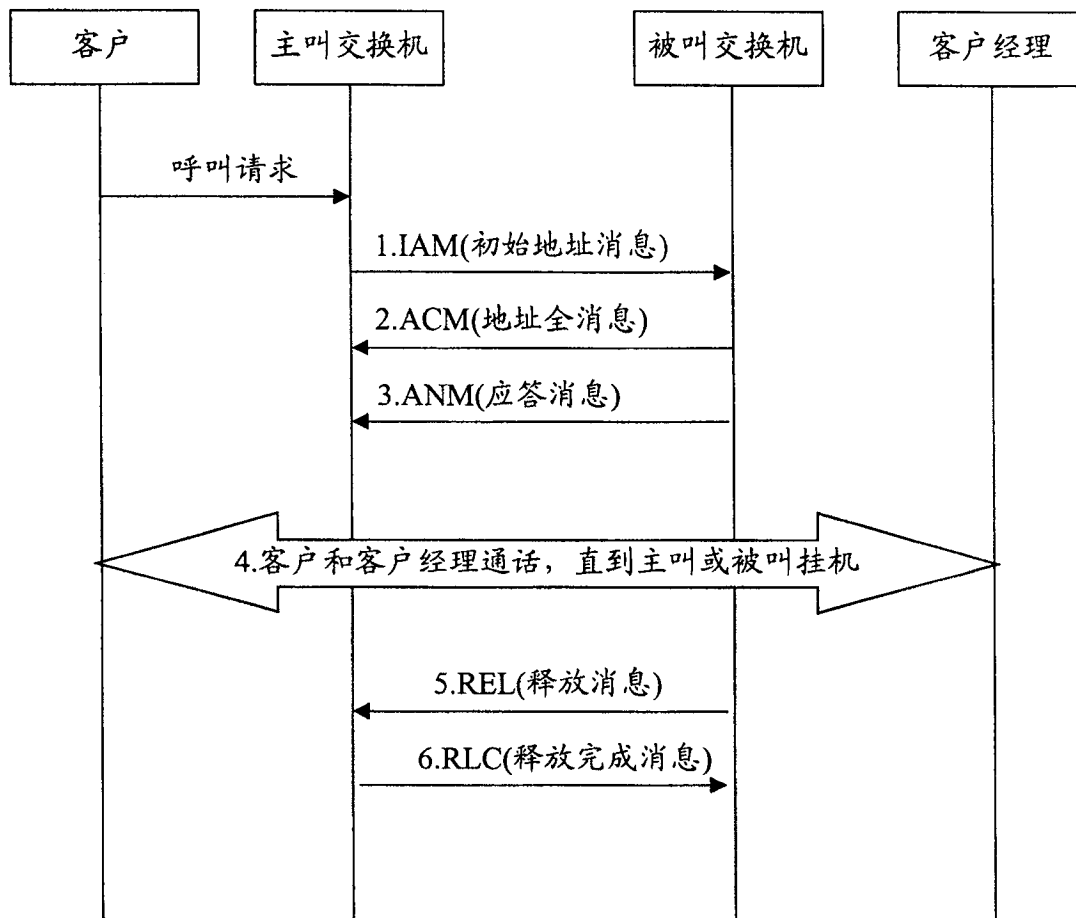 客户
主叫交换机
被叫交换机
客户经理
呼叫请求
1.IAM(初始地址消息)
2.ACM(地址全消息)
3.ANM(应答消息)
4.客户和客户经理通话，直到主叫或被叫挂机
5.REL(释放消息)
6.RLC(释放完成消息)